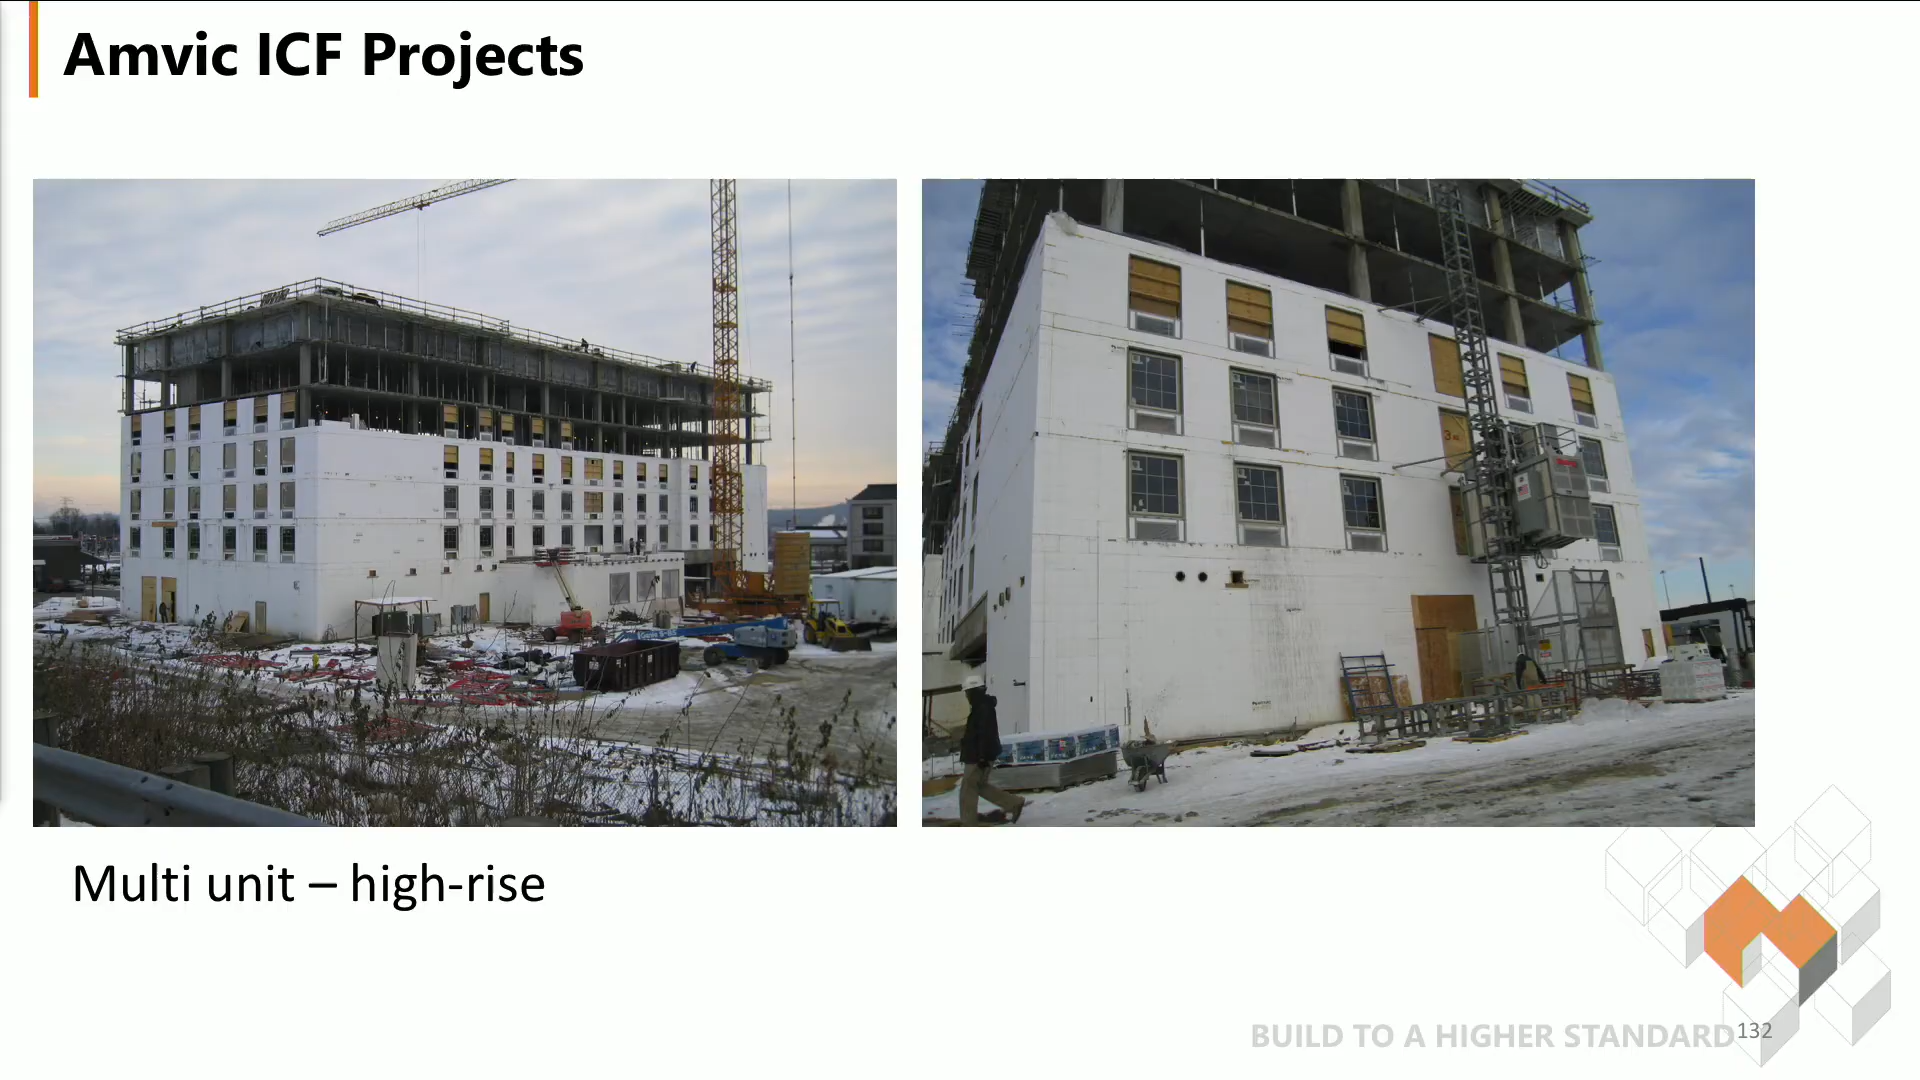 Amvic ICF Projects
Multi unit – high-rise
BUILD TO A HIGHER STANDARD
132